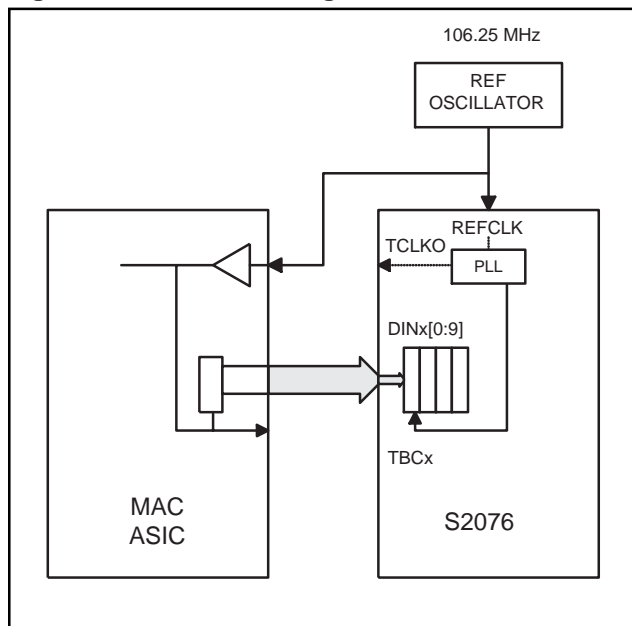 106.25 MHz
REF
OSCILLATOR
REFCLK
TCLKO
PLL
DINx[0:9]
TBCx
MAC
ASIC
S2076